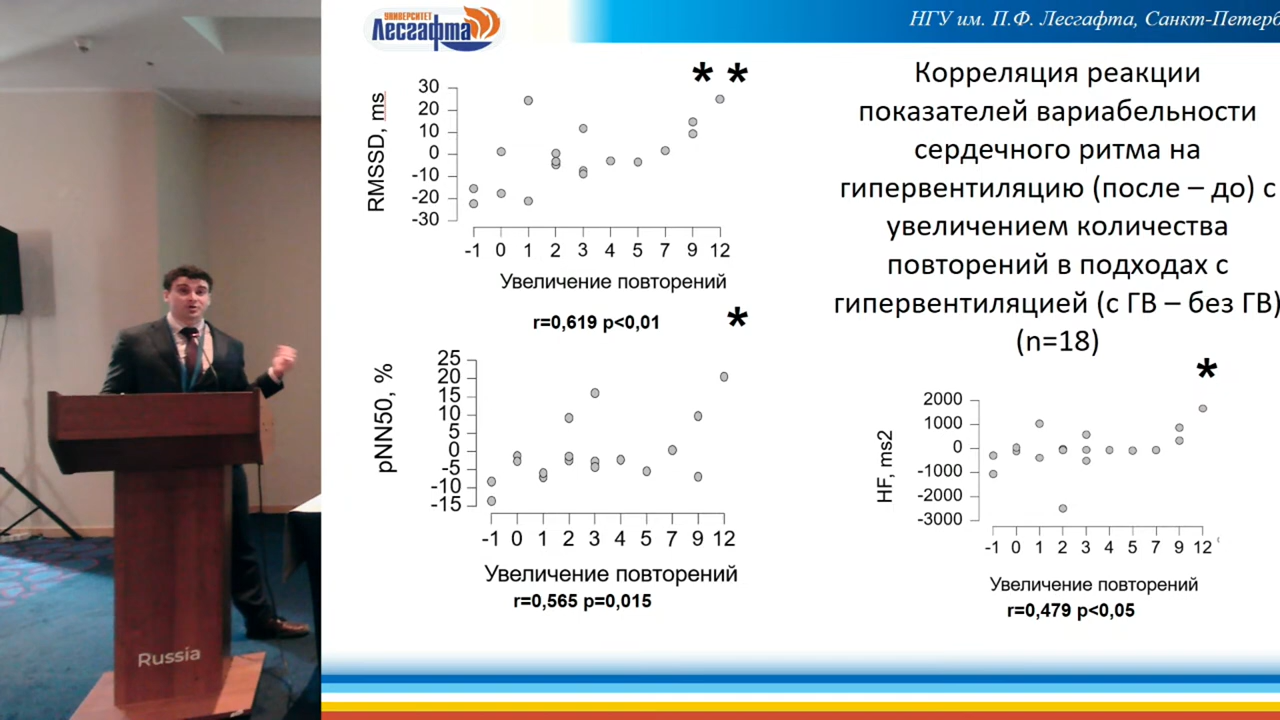 УНИВЕРСИТЕТ
Лесгафта
НГУ им. П.Ф. Лесгафта, Санкт-Петерб
Корреляция реакции
показателей вариабельности
сердечного ритма на
гипервентиляцию (после – до) с
увеличением количества
повторений в подходах с
гипервентиляцией (с ГВ – без ГВ)
(n=18)
* *
RMSSD, ms
30
20
10
0
-10
-20
-30
-1 0 1 2 3 4 5 7 9 12
Увеличение повторений
r=0,619 p<0,01
*
pNN50, %
25
20
15
10
5
0
-5
-10
-15
-1 0 1 2 3 4 5 7 9 12
Увеличение повторений
r=0,565 p=0,015
*
HF, ms2
2000
1000
0
-1000
-2000
-3000
-1 0 1 2 3 4 5 7 9 12
Увеличение повторений
r=0,479 p<0,05
Russia